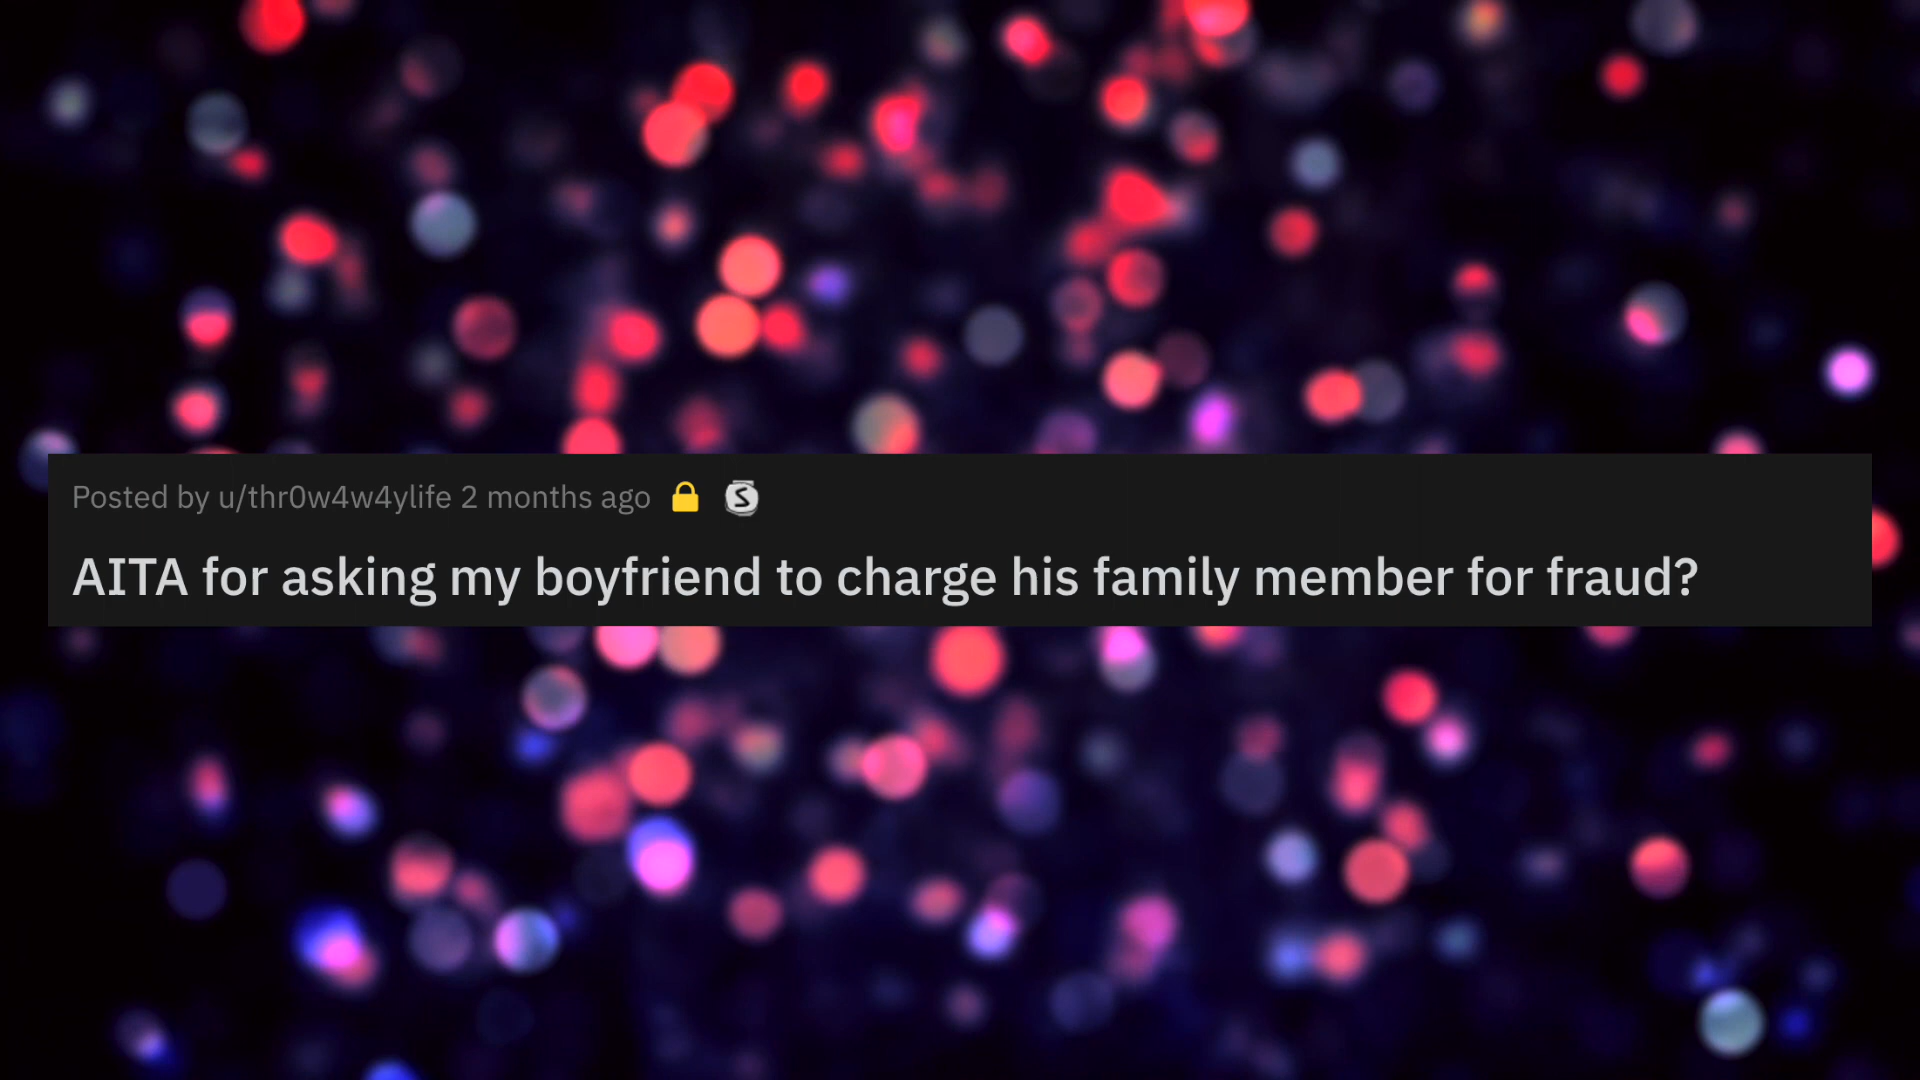 Posted by u/thr0w4w4ylife 2 months ago
AITA for asking my boyfriend to charge his family member for fraud?